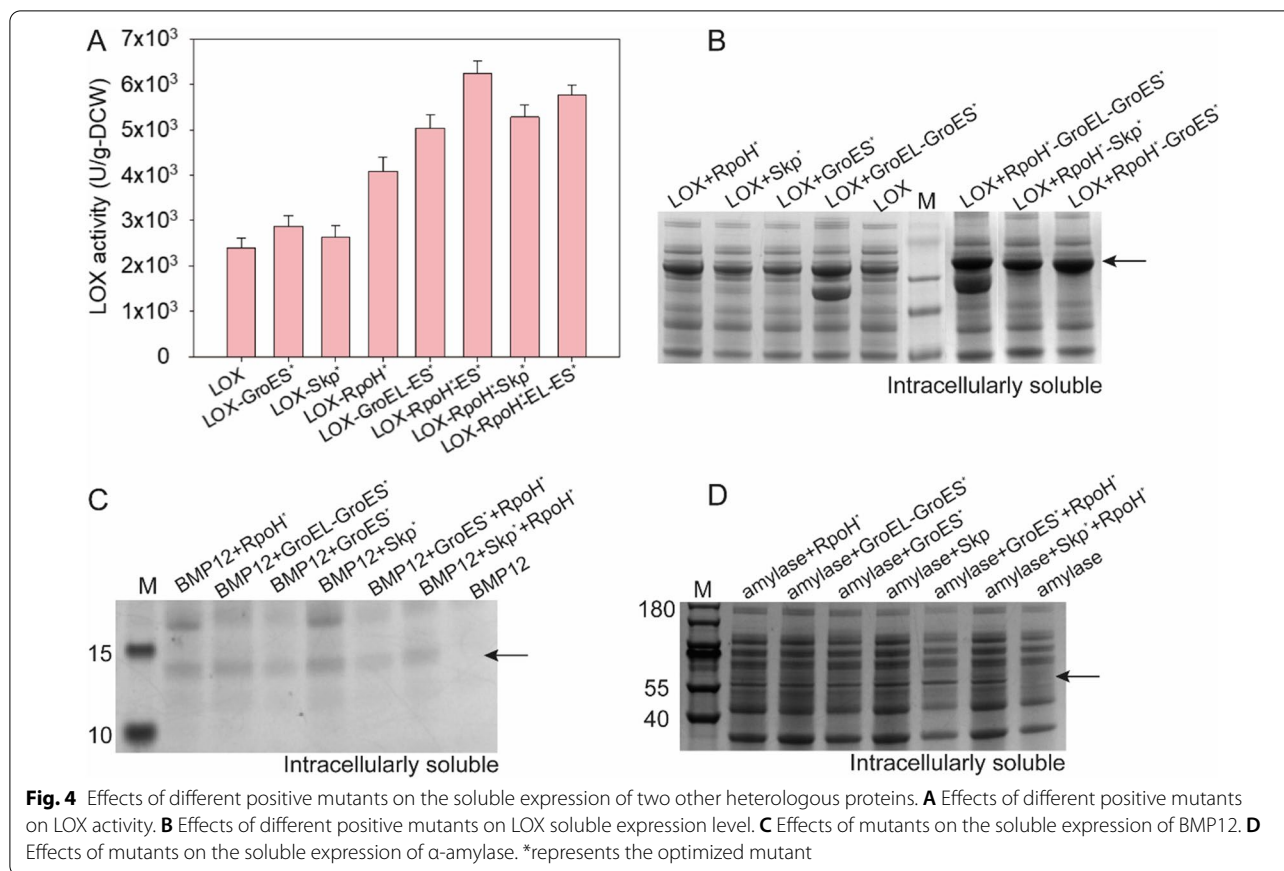 A
7x10³
6x10³
5x10³
4x10³
3x10³
2x10³
1x10³
0
LOX activity (U/g-DCW)
LOX
LOX-GroES*
LOX-Skp*
LOX-RpoH*
LOX-GroEL-ES*
LOX-RpoH*-ES*
LOX-RpoH*-Skp*
LOX-RpoH*-EL-ES*
B
LOX+RpoH*
LOX+Skp*
LOX+GroES*
LOX+GroEL-GroES*
LOX
M
LOX+RpoH*-GroEL-GroES*
LOX+RpoH*-Skp*
LOX+RpoH*-GroES*
Intracellularly soluble
C
M
BMP12+RpoH*
BMP12+GroEL-GroES*
BMP12+GroES*
BMP12+Skp*
BMP12+GroES*+RpoH*
BMP12+Skp*+RpoH*
BMP12
15
10
Intracellularly soluble
D
M
amylase+RpoH*
amylase+GroEL-GroES*
amylase+GroES*
amylase+Skp
amylase+GroES*+RpoH*
amylase+Skp*+RpoH*
amylase
180
55
40
Intracellularly soluble
Fig. 4 Effects of different positive mutants on the soluble expression of two other heterologous proteins. A Effects of different positive mutants
on LOX activity. B Effects of different positive mutants on LOX soluble expression level. C Effects of mutants on the soluble expression of BMP12. D
Effects of mutants on the soluble expression of α-amylase. *represents the optimized mutant